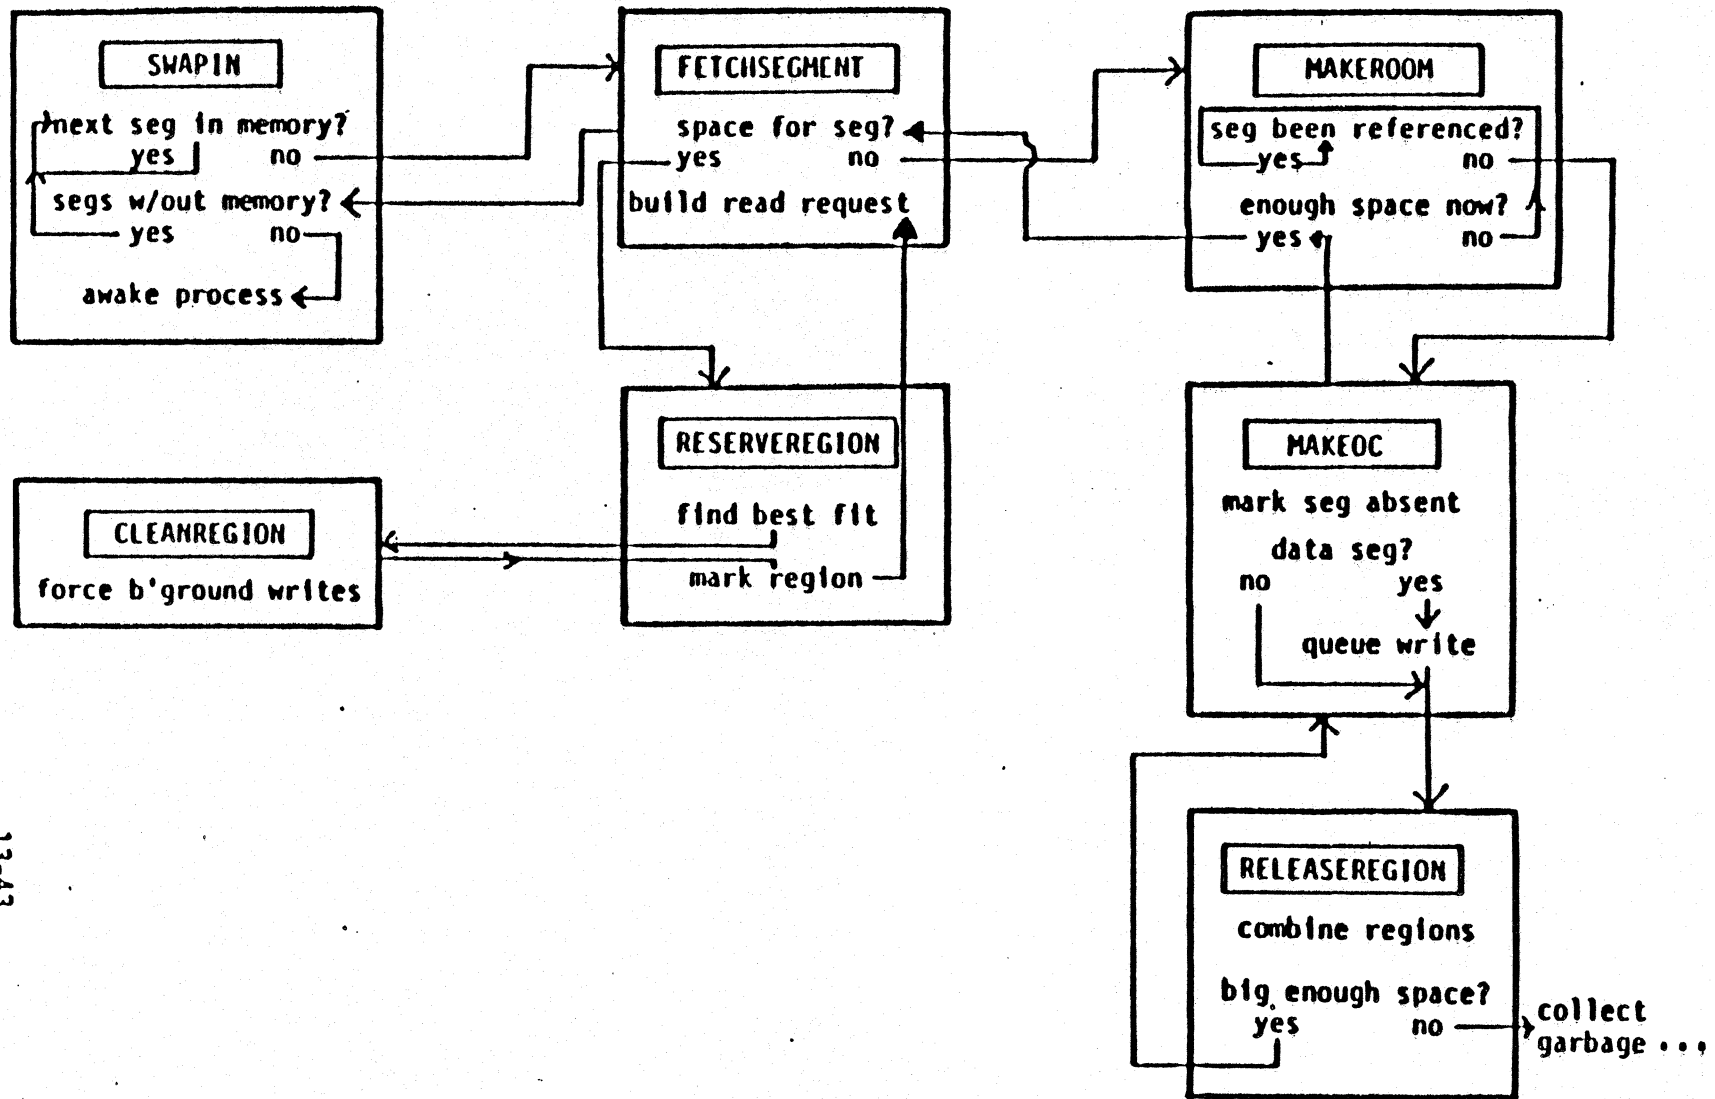 SWAPIN
next seg in memory?
yes no
segs w/out memory?
yes no
awake process
FETCHSEGMENT
space for seg?
yes no
build read request
MAKEROOM
seg been referenced?
yes no
enough space now?
yes no
RESERVEREGION
find best fit
mark region
CLEANREGION
force b'ground writes
MAKEOC
mark seg absent
data seg?
no yes
queue write
RELEASEREGION
combine regions
big enough space?
yes no
collect
garbage ...
13-43